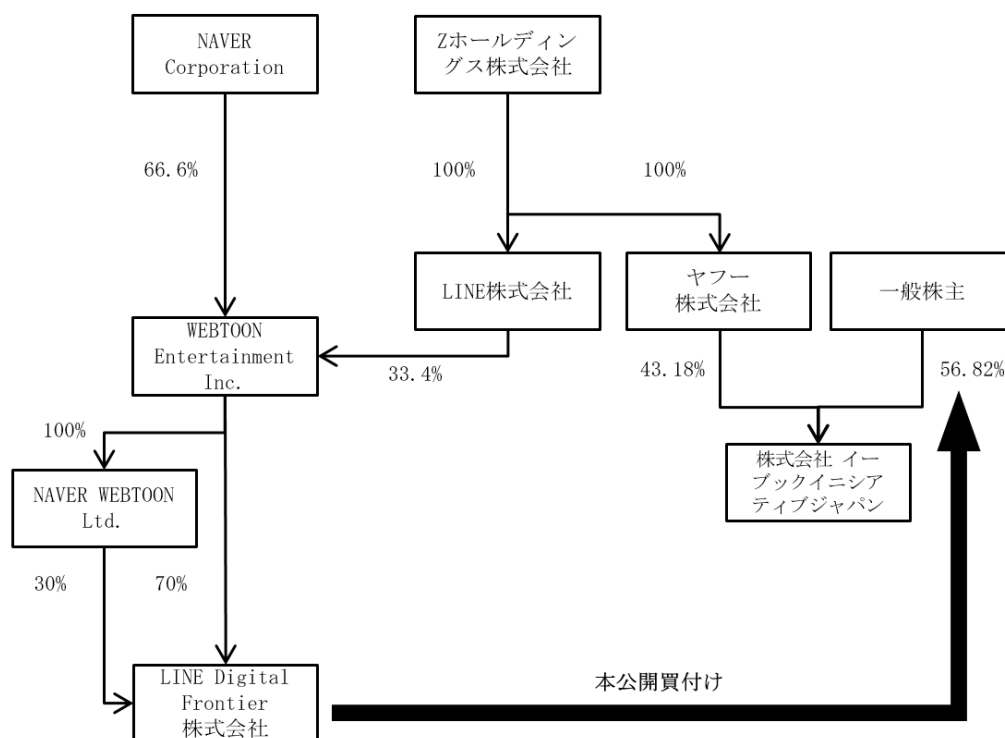 NAVER
Corporation
Zホールディン
グス株式会社
66.6%
100%
100%
LINE株式会社
ヤフー
株式会社
一般株主
WEBTOON
Entertainment
Inc.
33.4%
43.18%
56.82%
100%
NAVER WEBTOON
Ltd.
株式会社 イー
ブックイニシア
ティブジャパン
30%
70%
LINE Digital
Frontier
株式会社
本公開買付け